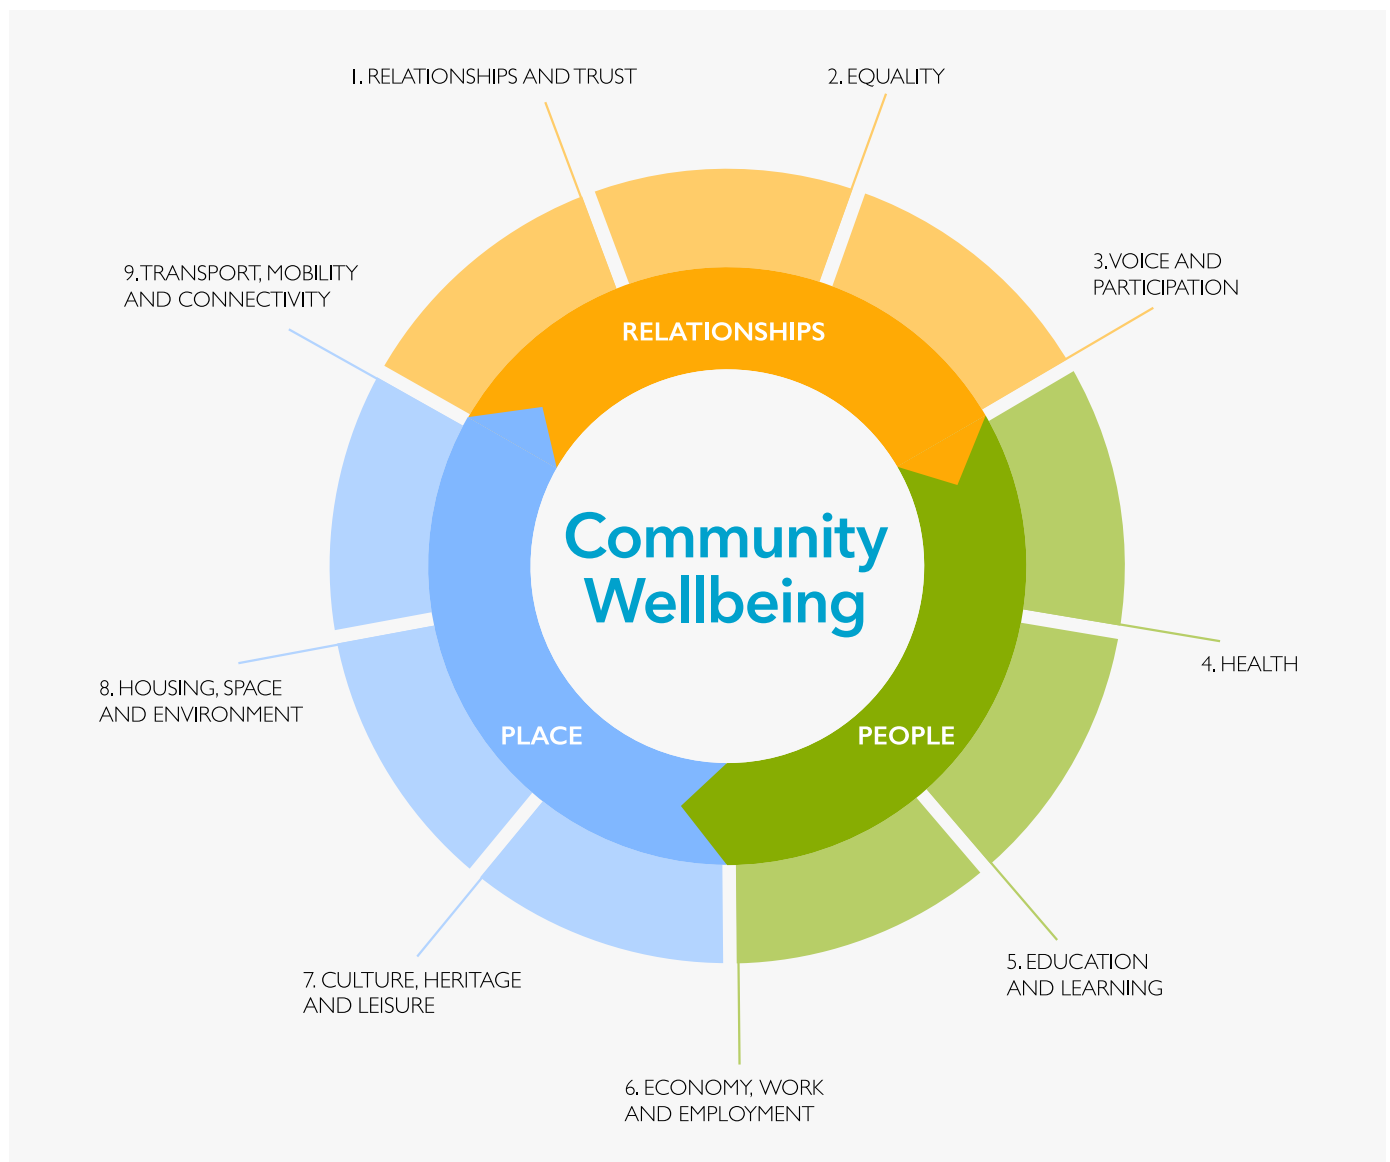 1. RELATIONSHIPS AND TRUST
2. EQUALITY
3. VOICE AND
PARTICIPATION
9. TRANSPORT, MOBILITY
AND CONNECTIVITY
RELATIONSHIPS
Community
Wellbeing
4. HEALTH
8. HOUSING, SPACE
AND ENVIRONMENT
PLACE
PEOPLE
5. EDUCATION
AND LEARNING
7. CULTURE, HERITAGE
AND LEISURE
6. ECONOMY, WORK
AND EMPLOYMENT